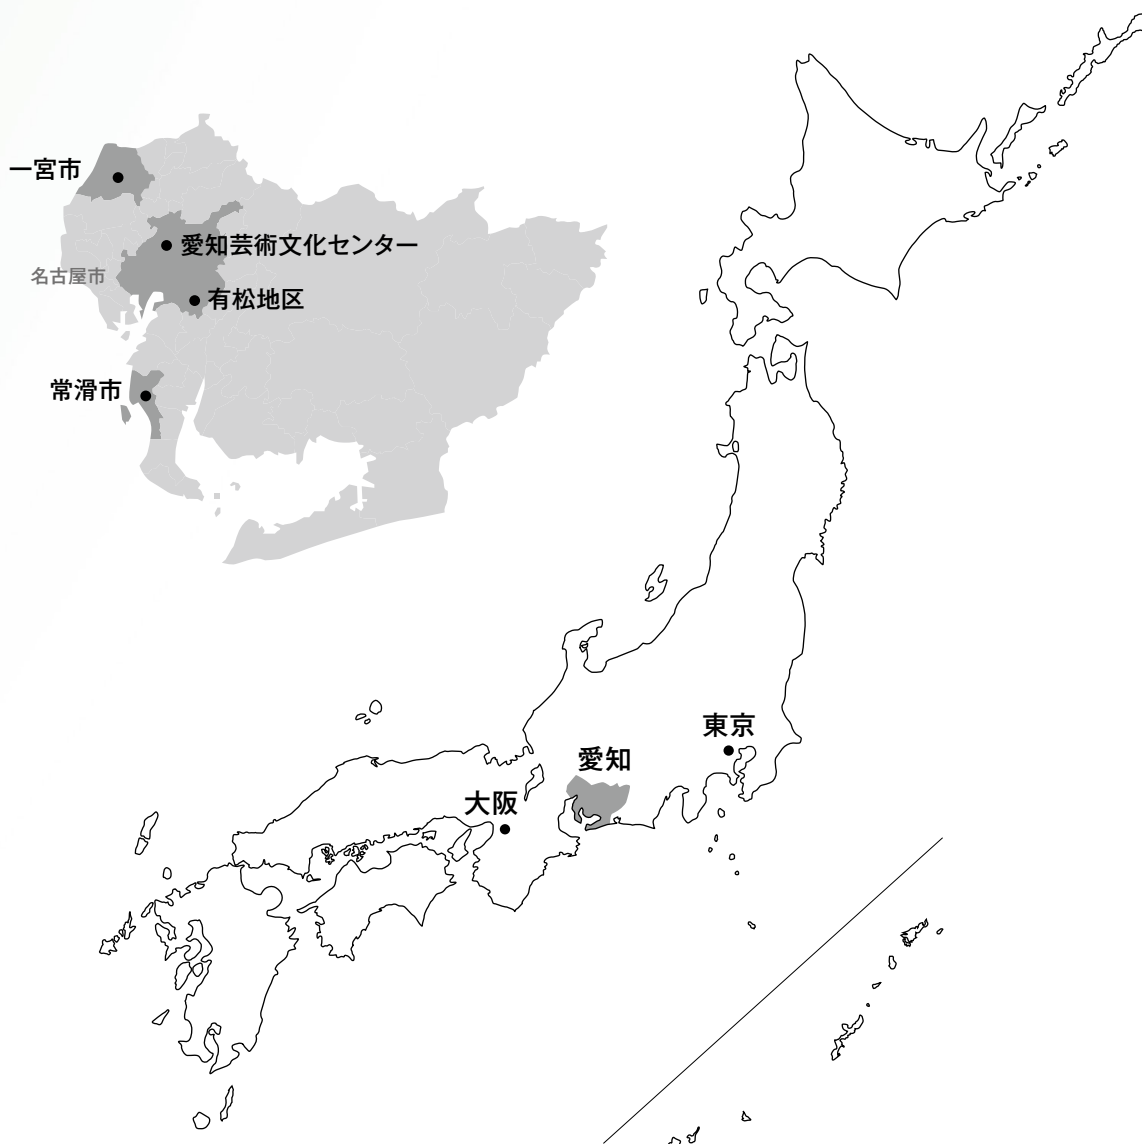 一宮市
愛知芸術文化センター
名古屋市
有松地区
常滑市
東京
愛知
大阪